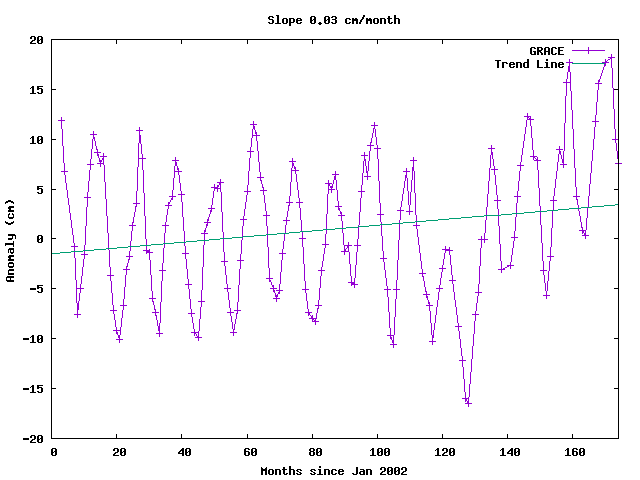 Slope 0.03 cm/month
GRACE
Trend Line
20
15
10
5
0
-5
-10
-15
-20
Anomaly (cm)
0 20 40 60 80 100 120 140 160
Months since Jan 2002